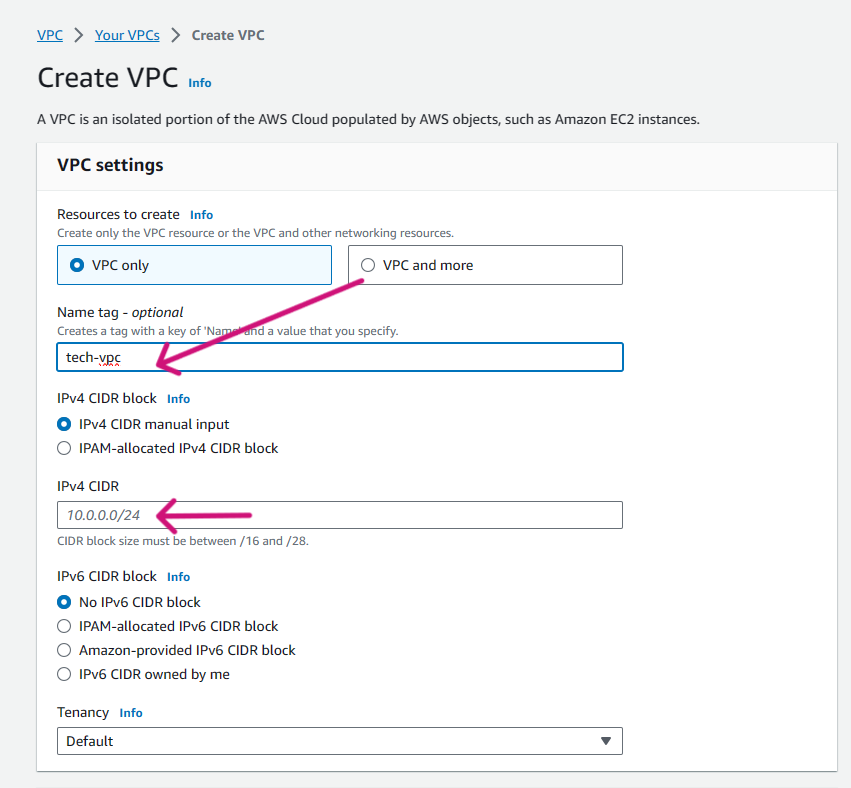 VPC > Your VPCs > Create VPC
Create VPC Info
A VPC is an isolated portion of the AWS Cloud populated by AWS objects, such as Amazon EC2 instances.
VPC settings
Resources to create Info
Create only the VPC resource or the VPC and other networking resources.
VPC only
VPC and more
Name tag - optional
Creates a tag with a key of 'Name' and a value that you specify.
tech-vpc
IPv4 CIDR block Info
IPv4 CIDR manual input
IPAM-allocated IPv4 CIDR block
IPv4 CIDR
10.0.0.0/24
CIDR block size must be between /16 and /28.
IPv6 CIDR block Info
No IPv6 CIDR block
IPAM-allocated IPv6 CIDR block
Amazon-provided IPv6 CIDR block
IPv6 CIDR owned by me
Tenancy Info
Default